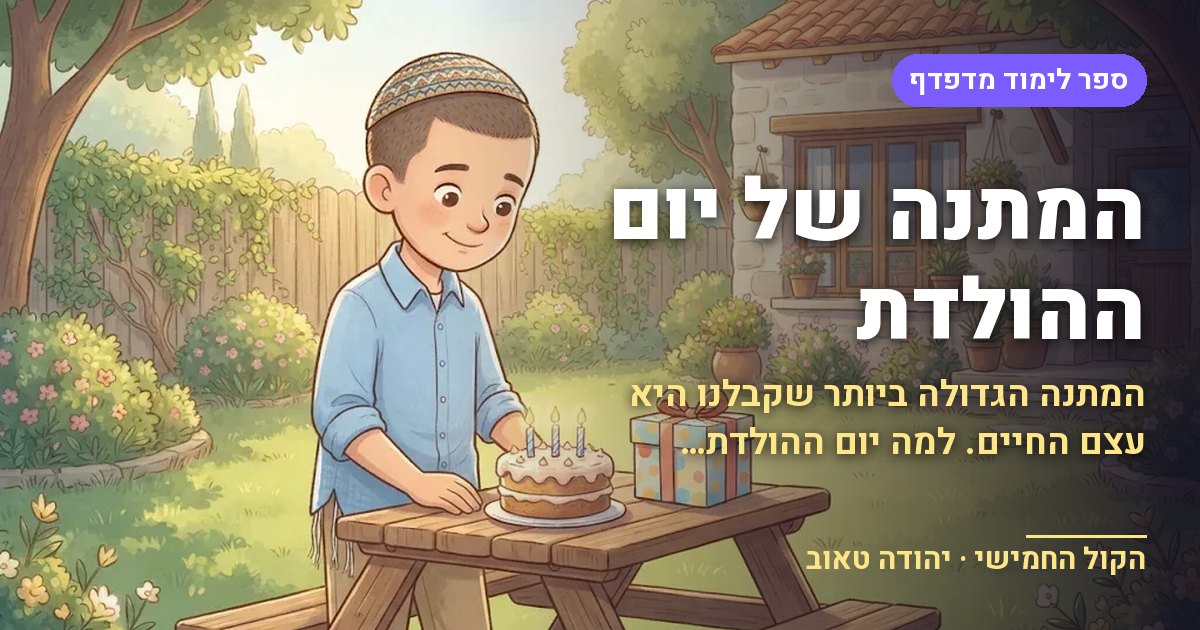 ספר לימוד מדפדף
המתנה של יום
ההולדת
המתנה הגדולה ביותר שקבלנו היא
עצם החיים. למה יום ההולדת...
הקול החמישי · יהודה טאוב